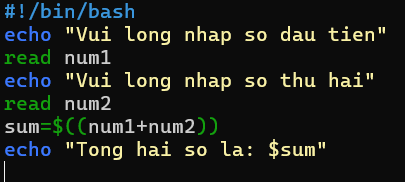 #!/bin/bash
echo "Vui long nhap so dau tien"
read num1
echo "Vui long nhap so thu hai"
read num2
sum=$((num1+num2))
echo "Tong hai so la: $sum"